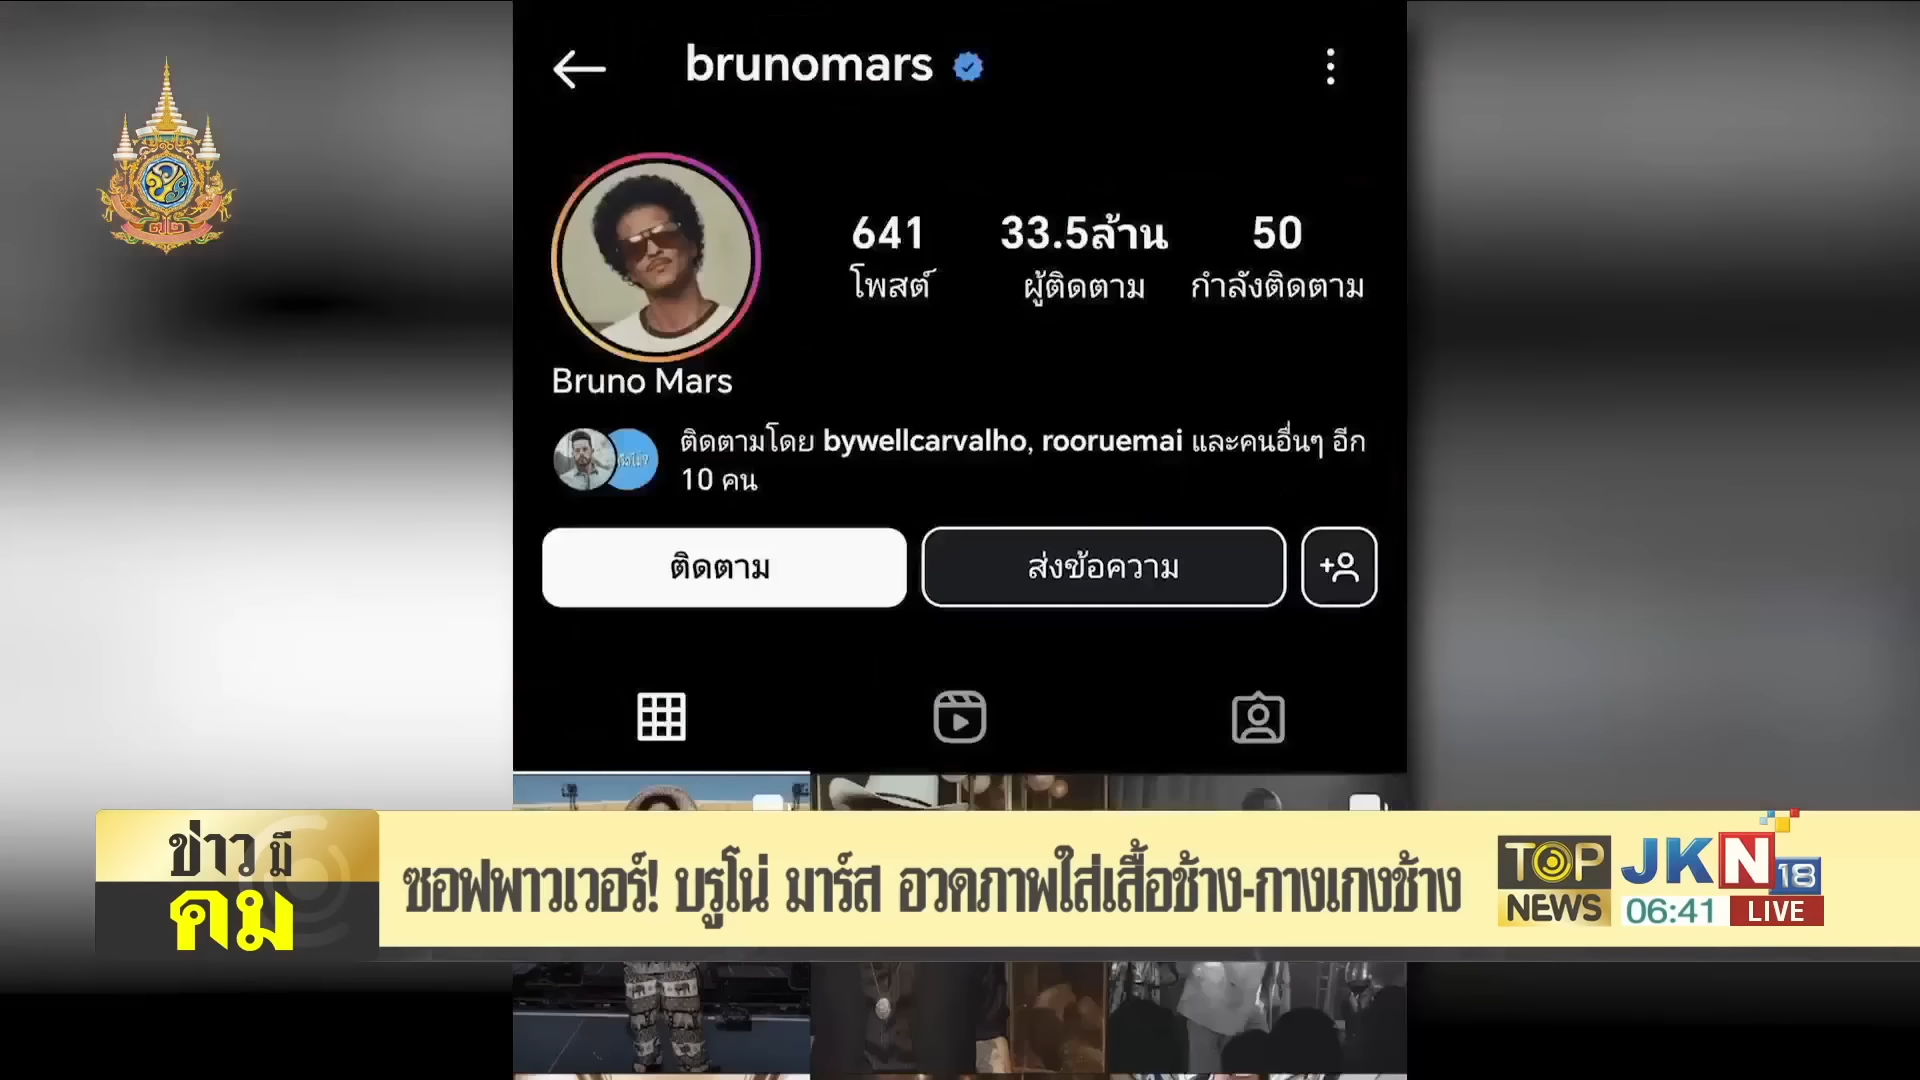 brunomars
641
33.5ล้าน
50
โพสต์
ผู้ติดตาม
กำลังติดตาม
Bruno Mars
ติดตามโดย bywellcarvalho, rooruemai และคนอื่นๆ อีก
10 คน
ติดตาม
ส่งข้อความ
ข่าวมี
คม
ซอฟพาวเวอร์! บรูโน่ มาร์ส อวดภาพใส่เสื้อช้าง-กางเกงช้าง
TOP
NEWS
JKN18
06:41
LIVE
๗๒